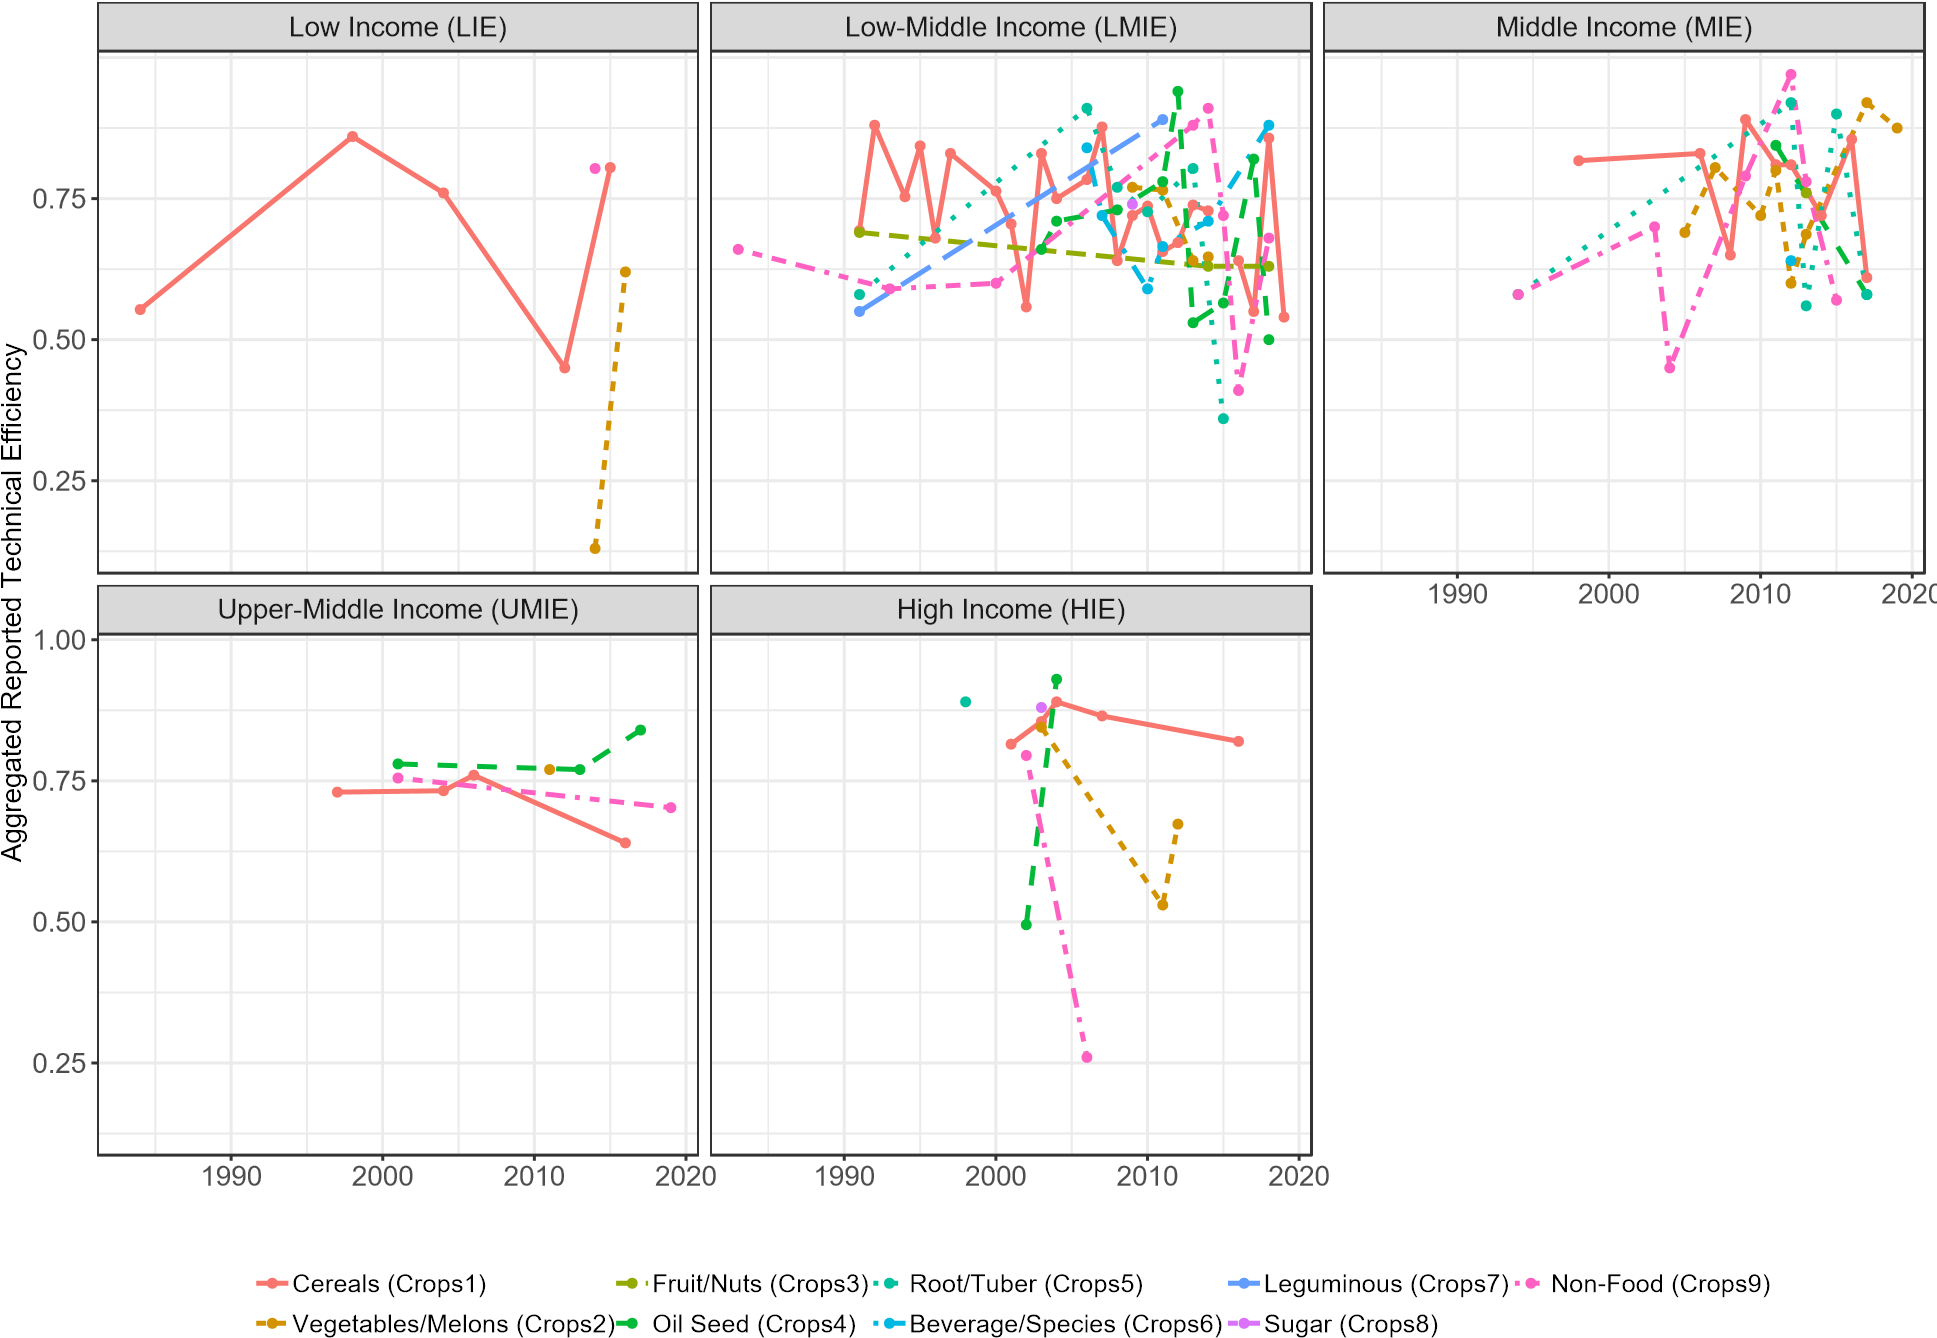 Low Income (LIE)
Low-Middle Income (LMIE)
Middle Income (MIE)
0.75
0.50
0.25
1990
2000
2010
2020
Aggregated Reported Technical Efficiency
Upper-Middle Income (UMIE)
High Income (HIE)
1.00
0.75
0.50
0.25
1990
2000
2010
2020
1990
2000
2010
2020
Cereals (Crops1)
Fruit/Nuts (Crops3)
Root/Tuber (Crops5)
Leguminous (Crops7)
Non-Food (Crops9)
Vegetables/Melons (Crops2)
Oil Seed (Crops4)
Beverage/Species (Crops6)
Sugar (Crops8)